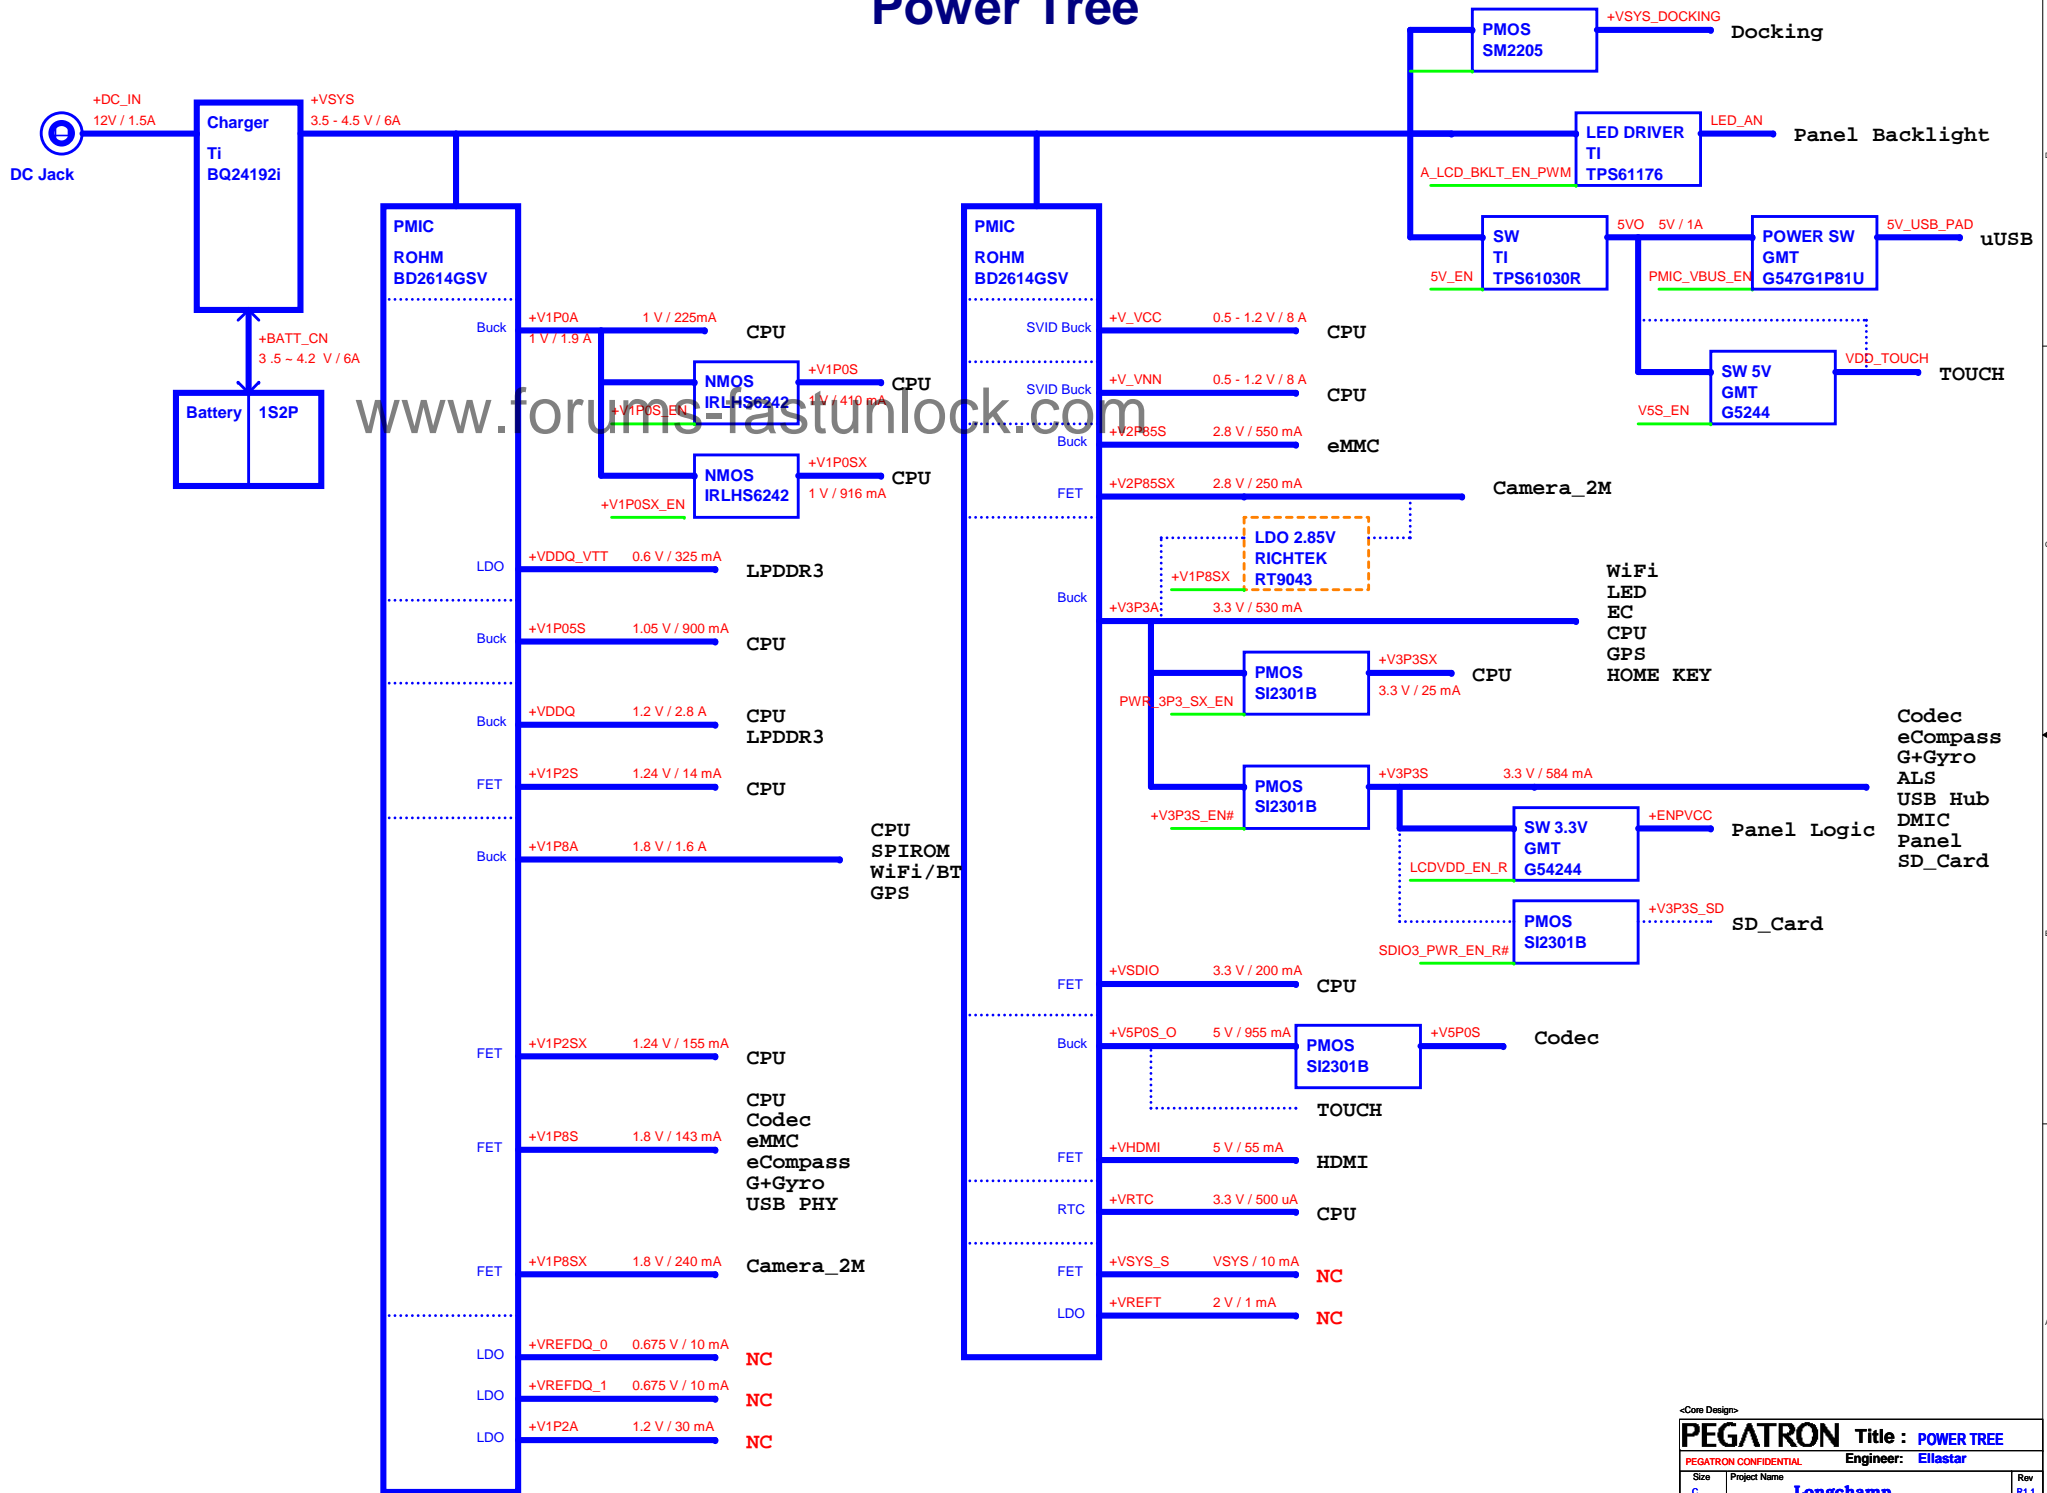 Power Tree
+DC_IN
12V / 1.5A
DC Jack
Charger
Ti
BQ24192i
+VSYS
3.5 - 4.5 V / 6A
+BATT_CN
3 .5 ~ 4.2 V / 6A
Battery
1S2P
PMIC
ROHM
BD2614GSV
Buck
+V1P0A
1 V / 225mA
1 V / 1.9 A
CPU
NMOS
IRLHS6242
+V1P0S_EN
+V1P0S
1 V / 410 mA
CPU
NMOS
IRLHS6242
+V1P0SX_EN
+V1P0SX
1 V / 916 mA
CPU
LDO
+VDDQ_VTT
0.6 V / 325 mA
LPDDR3
Buck
+V1P05S
1.05 V / 900 mA
CPU
Buck
+VDDQ
1.2 V / 2.8 A
CPU
LPDDR3
FET
+V1P2S
1.24 V / 14 mA
CPU
Buck
+V1P8A
1.8 V / 1.6 A
CPU
SPIROM
WiFi/BT
GPS
FET
+V1P2SX
1.24 V / 155 mA
CPU
FET
+V1P8S
1.8 V / 143 mA
CPU
Codec
eMMC
eCompass
G+Gyro
USB PHY
FET
+V1P8SX
1.8 V / 240 mA
Camera_2M
LDO
+VREFDQ_0
0.675 V / 10 mA
NC
LDO
+VREFDQ_1
0.675 V / 10 mA
NC
LDO
+V1P2A
1.2 V / 30 mA
NC
www.forums-fastunlock.com
PMIC
ROHM
BD2614GSV
SVID Buck
+V_VCC
0.5 - 1.2 V / 8 A
CPU
SVID Buck
+V_VNN
0.5 - 1.2 V / 8 A
CPU
Buck
+V2P85S
2.8 V / 550 mA
eMMC
FET
+V2P85SX
2.8 V / 250 mA
Camera_2M
LDO 2.85V
RICHTEK
RT9043
+V1P8SX
Buck
+V3P3A
3.3 V / 530 mA
WiFi
LED
EC
CPU
GPS
HOME KEY
PMOS
SI2301B
PWR_3P3_SX_EN
+V3P3SX
3.3 V / 25 mA
CPU
PMOS
SI2301B
+V3P3S_EN#
+V3P3S
3.3 V / 584 mA
Codec
eCompass
G+Gyro
ALS
USB Hub
DMIC
Panel
SD_Card
SW 3.3V
GMT
G54244
LCDVDD_EN_R
+ENPVCC
Panel Logic
PMOS
SI2301B
SDIO3_PWR_EN_R#
+V3P3S_SD
SD_Card
FET
+VSDIO
3.3 V / 200 mA
CPU
Buck
+V5P0S_O
5 V / 955 mA
PMOS
SI2301B
+V5P0S
Codec
TOUCH
FET
+VHDMI
5 V / 55 mA
HDMI
RTC
+VRTC
3.3 V / 500 uA
CPU
FET
+VSYS_S
VSYS / 10 mA
NC
LDO
+VREFT
2 V / 1 mA
NC
PMOS
SM2205
+VSYS_DOCKING
Docking
LED DRIVER
TI
TPS61176
A_LCD_BKLT_EN_PWM
LED_AN
Panel Backlight
SW
TI
TPS61030R
5V_EN
5VO
5V / 1A
POWER SW
GMT
G547G1P81U
PMIC_VBUS_EN
5V_USB_PAD
uUSB
SW 5V
GMT
G5244
V5S_EN
VDD_TOUCH
TOUCH
<Core Design>
PEGATRON
Title :
POWER TREE
PEGATRON CONFIDENTIAL
Engineer:
Ellastar
Size
Project Name
Rev
C
Longchamp
R1.1
D
C
B
A